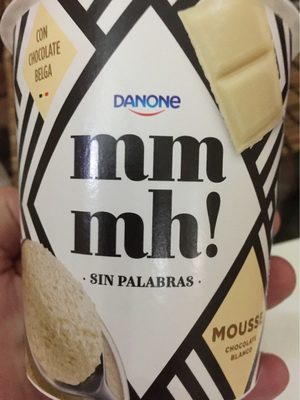 CON
CHOCOLATE
BELGA
DANONE
mm
mh!
· SIN PALABRAS ·
MOUSSE
CHOCOLATE
BLANCO